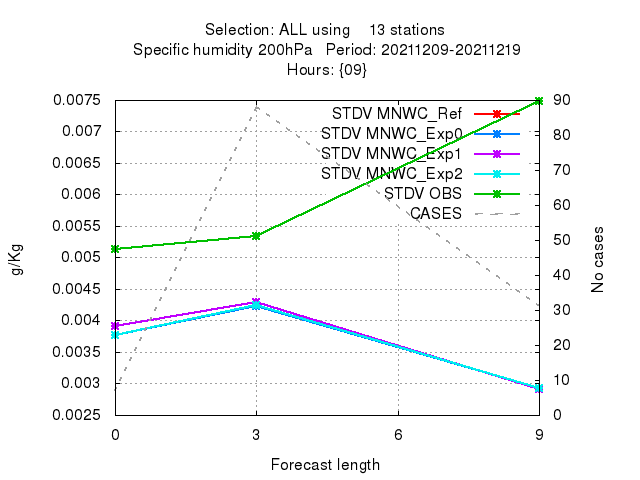 Selection: ALL using    13 stations
Specific humidity 200hPa   Period: 20211209-20211219
Hours: {09}
0.0075
0.007
0.0065
0.006
0.0055
0.005
0.0045
0.004
0.0035
0.003
0.0025
g/Kg
STDV MNWC_Ref
STDV MNWC_Exp0
STDV MNWC_Exp1
STDV MNWC_Exp2
STDV OBS
CASES
90
80
70
60
50
40
30
20
10
0
No cases
0 3 6 9
Forecast length